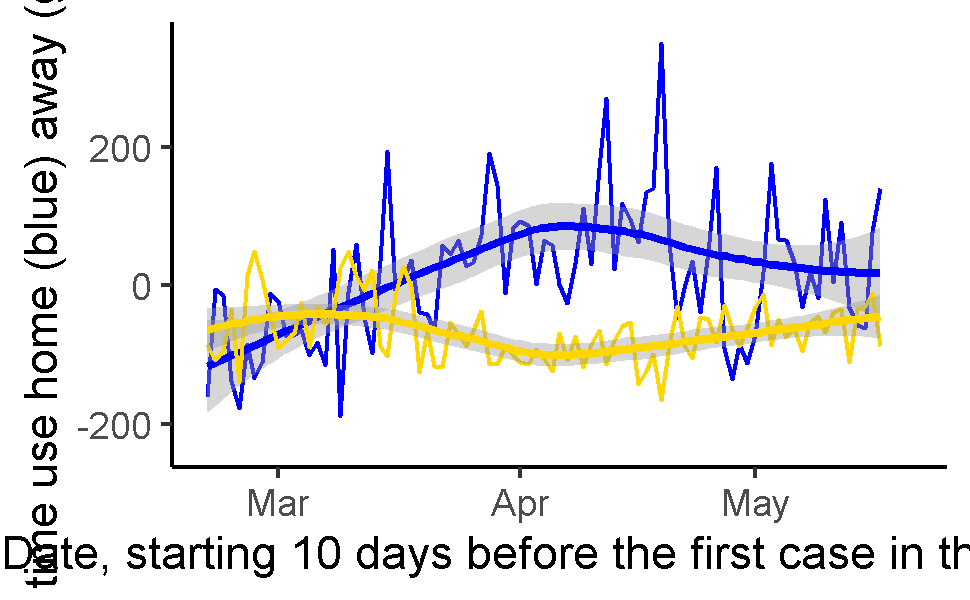 time use home (blue) away (
200
0
-200
Mar Apr May
Date, starting 10 days before the first case in th